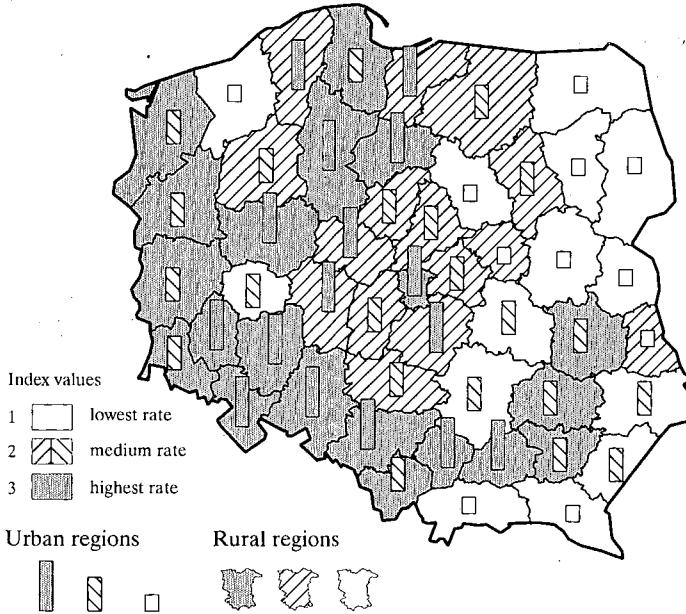 Index values
1 lowest rate
2 medium rate
3 highest rate
Urban regions
Rural regions